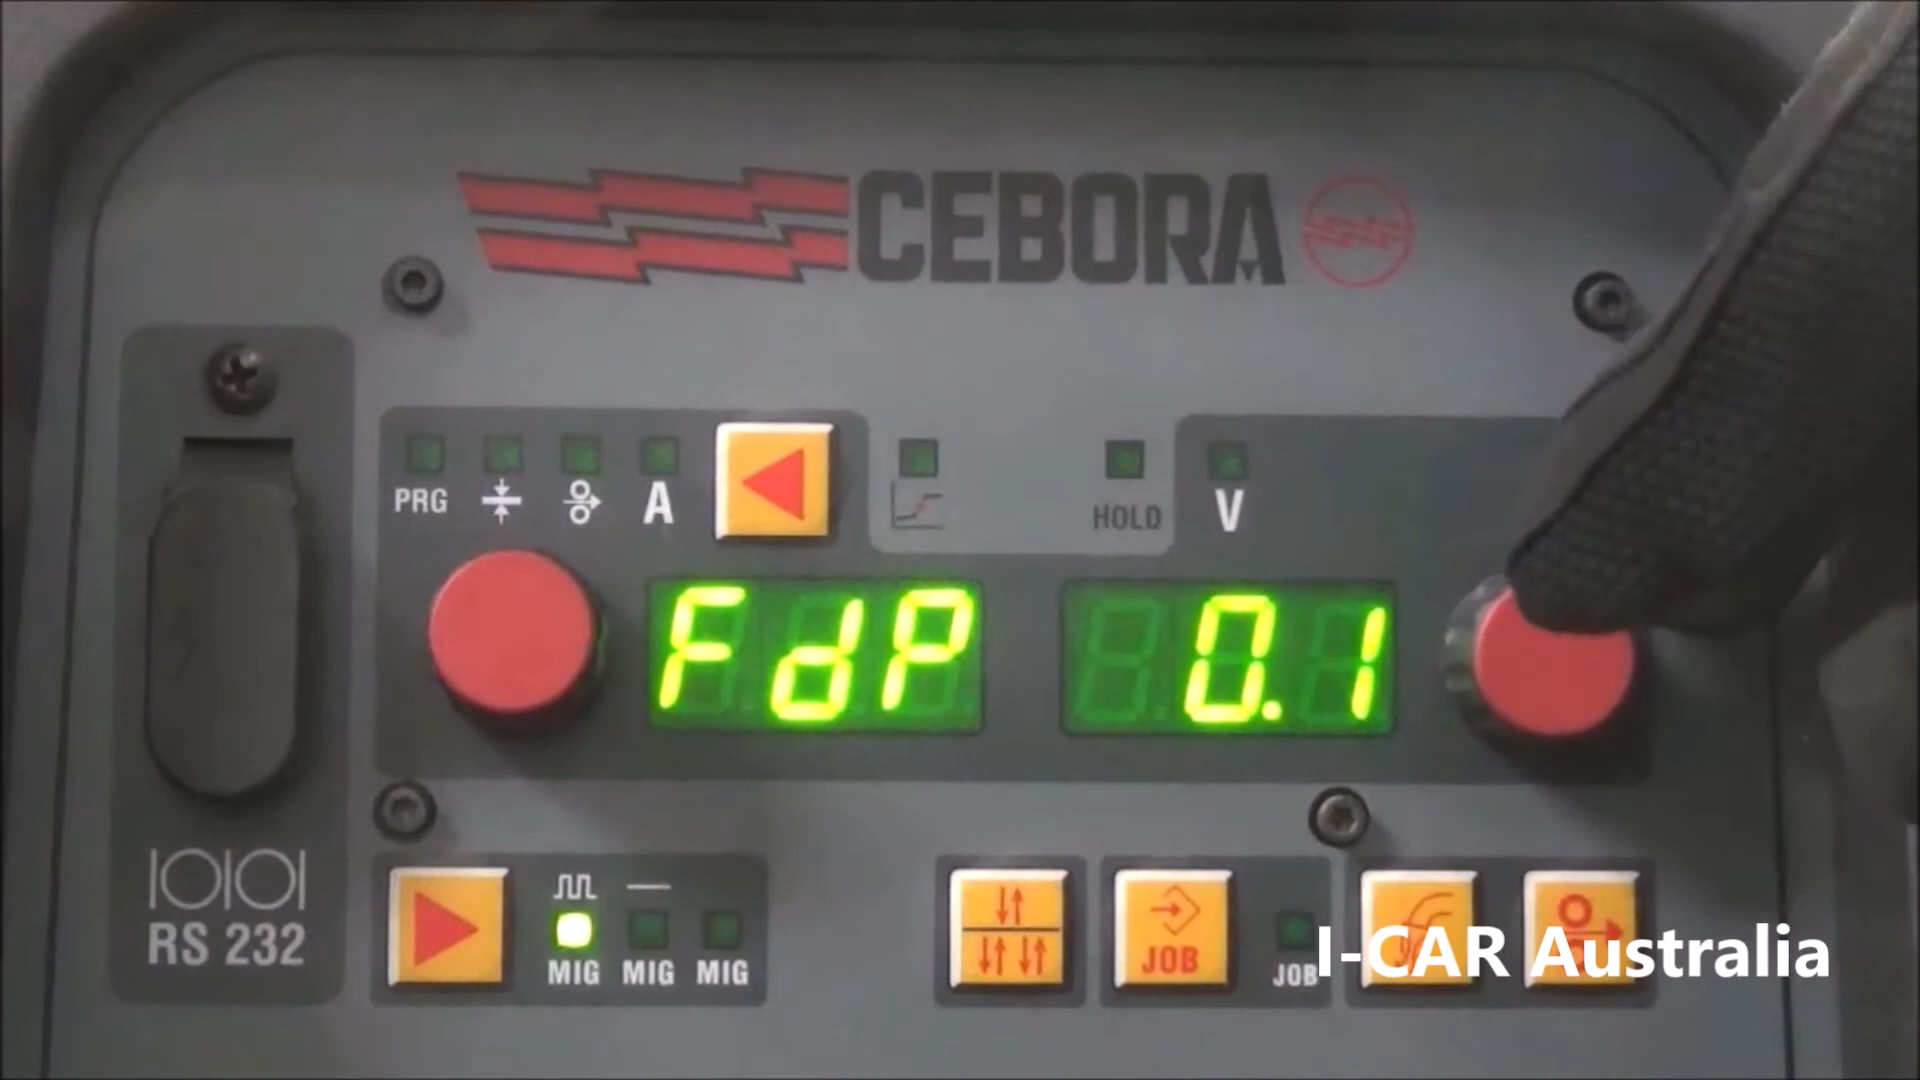 CEBORA
PRG
A
HOLD
V
FdP
0.1
RS 232
MIG
MIG
MIG
JOB
JOB
I-CAR Australia